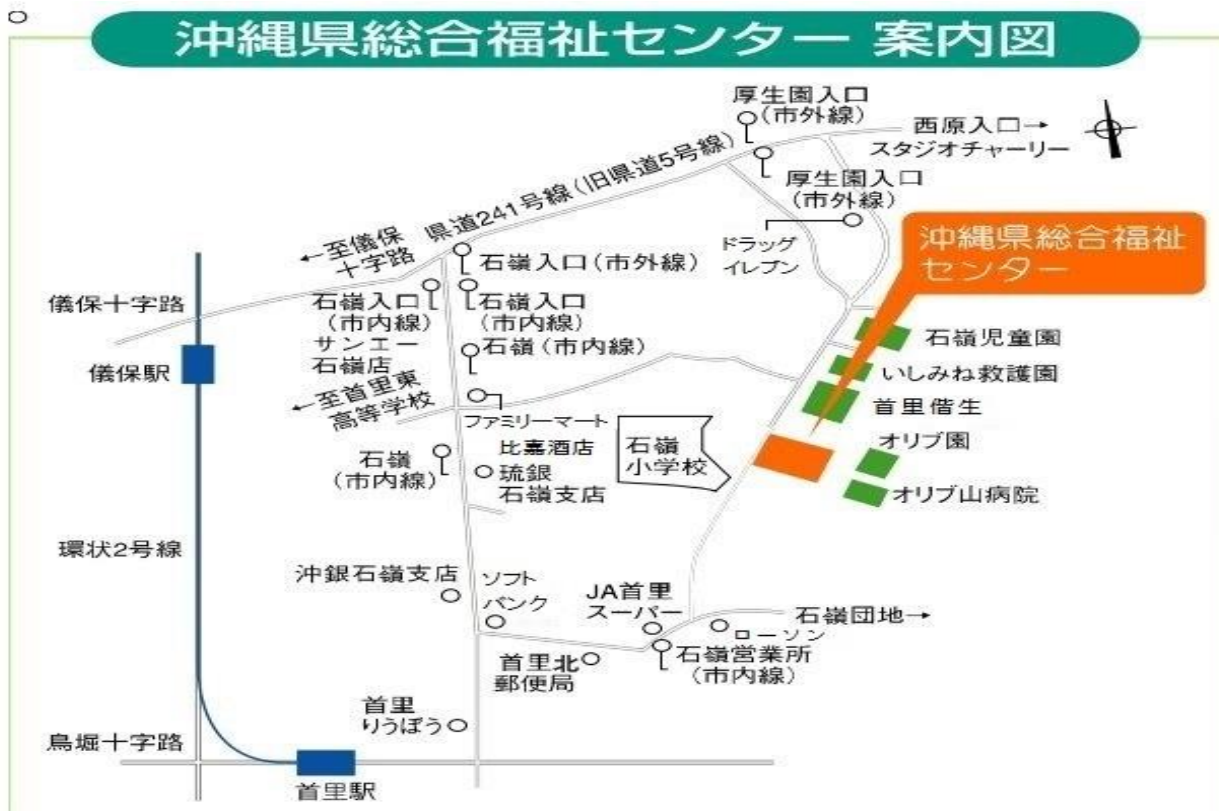 沖縄県総合福祉センター 案内図
厚生園入口
(市外線)
西原入口→
スタジオチャーリー
厚生園入口
(市外線)
県道241号線(旧県道5号線)
←至儀保
十字路
ドラッグ
イレブン
沖縄県総合福祉
センター
石嶺入口(市外線)
儀保十字路
石嶺入口
(市内線)
石嶺入口
(市内線)
サンエー
石嶺店
石嶺(市内線)
石嶺児童園
儀保駅
いしみね救護園
←至首里東
高等学校
首里偕生
ファミリーマート
比嘉酒店
石嶺
小学校
オリブ園
石嶺
(市内線)
琉銀
石嶺支店
オリブ山病院
環状2号線
沖銀石嶺支店
ソフト
バンク
JA首里
スーパー
石嶺団地→
ローソン
首里北
郵便局
石嶺営業所
(市内線)
首里
りうぼう
鳥堀十字路
首里駅